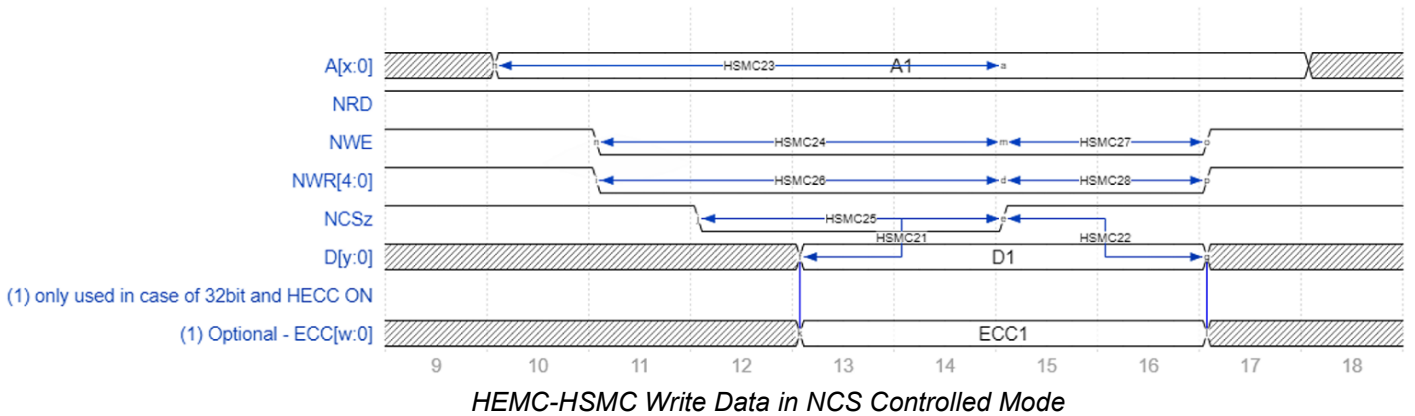 A[x:0] HSMC23 A1
NRD
NWE HSMC24 HSMC27
NWR[4:0] HSMC26 HSMC28
NCSz HSMC25
HSMC21 HSMC22
D[y:0] D1
(1) only used in case of 32bit and HECC ON
(1) Optional - ECC[w:0] ECC1
9 10 11 12 13 14 15 16 17 18
HEMC-HSMC Write Data in NCS Controlled Mode